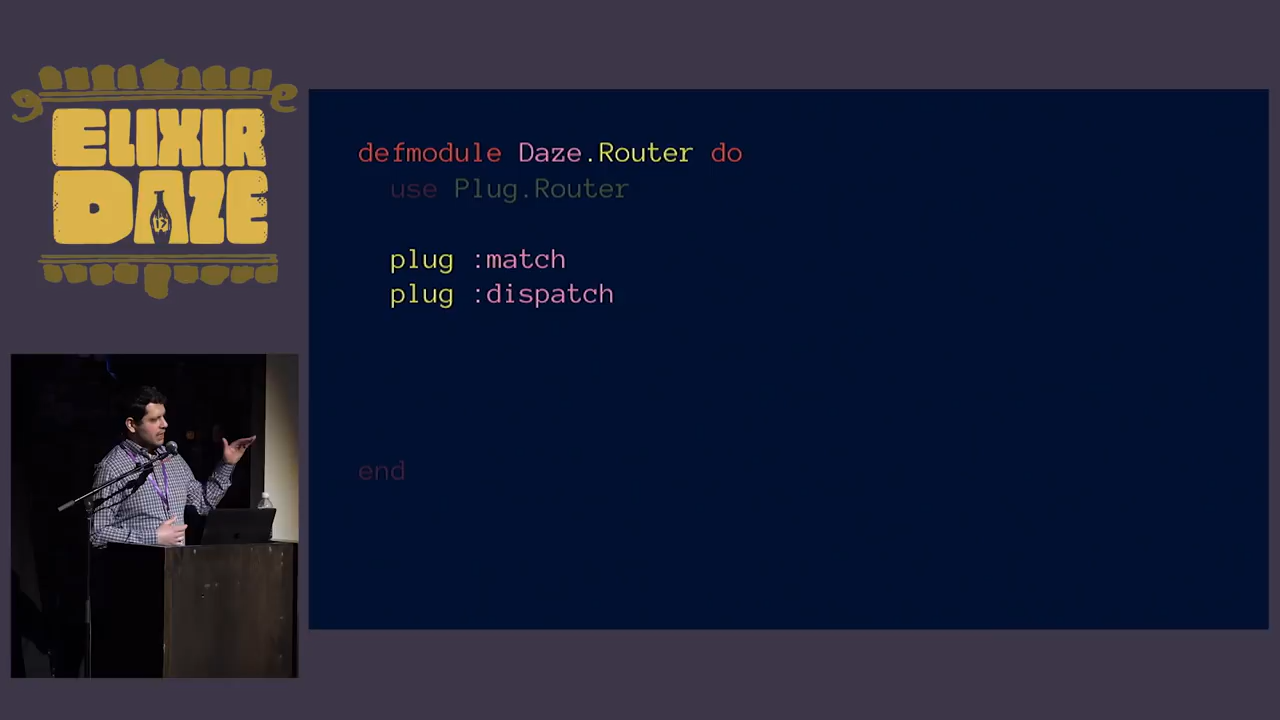 ELIXIR
DAZE
defmodule Daze.Router do
  use Plug.Router
  plug :match
  plug :dispatch
end